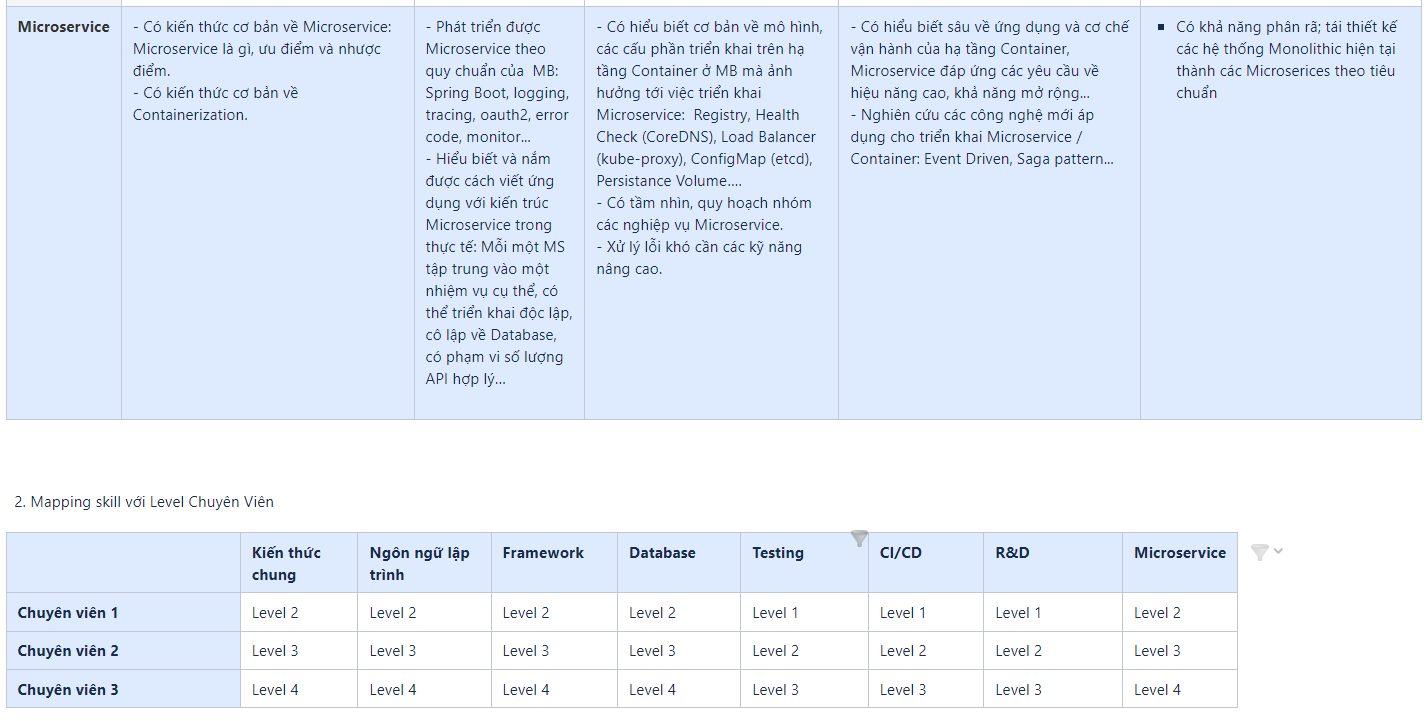 Microservice
- Có kiến thức cơ bản về Microservice:
Microservice là gì, ưu điểm và nhược
điểm.
- Có kiến thức cơ bản về
Containerization.
- Phát triển được
Microservice theo
quy chuẩn của  MB:
Spring Boot, logging,
tracing, oauth2, error
code, monitor...
- Hiểu biết và nắm
được cách viết ứng
dụng với kiến trúc
Microservice trong
thực tế: Mỗi một MS
tập trung vào một
nhiệm vụ cụ thể, có
thể triển khai độc lập,
cô lập về Database,
có phạm vi số lượng
API hợp lý...
- Có hiểu biết cơ bản về mô hình,
các cấu phần triển khai trên hạ
tầng Container ở MB mà ảnh
hưởng tới việc triển khai
Microservice:  Registry, Health
Check (CoreDNS), Load Balancer
(kube-proxy), ConfigMap (etcd),
Persistance Volume....
- Có tầm nhìn, quy hoạch nhóm
các nghiệp vụ Microservice.
- Xử lý lỗi khó cần các kỹ năng
nâng cao.
- Có hiểu biết sâu về ứng dụng và cơ chế
vận hành của hạ tầng Container,
Microservice đáp ứng các yêu cầu về
hiệu năng cao, khả năng mở rộng...
- Nghiên cứu các công nghệ mới áp
dụng cho triển khai Microservice /
Container: Event Driven, Saga pattern...
▪ Có khả năng phân rã; tái thiết kế
các hệ thống Monolithic hiện tại
thành các Microserices theo tiêu
chuẩn
2. Mapping skill với Level Chuyên Viên
Kiến thức chung Ngôn ngữ lập trình Framework Database Testing CI/CD R&D Microservice
Chuyên viên 1 Level 2 Level 2 Level 2 Level 2 Level 1 Level 1 Level 1 Level 2
Chuyên viên 2 Level 3 Level 3 Level 3 Level 3 Level 2 Level 2 Level 2 Level 3
Chuyên viên 3 Level 4 Level 4 Level 4 Level 4 Level 3 Level 3 Level 3 Level 4